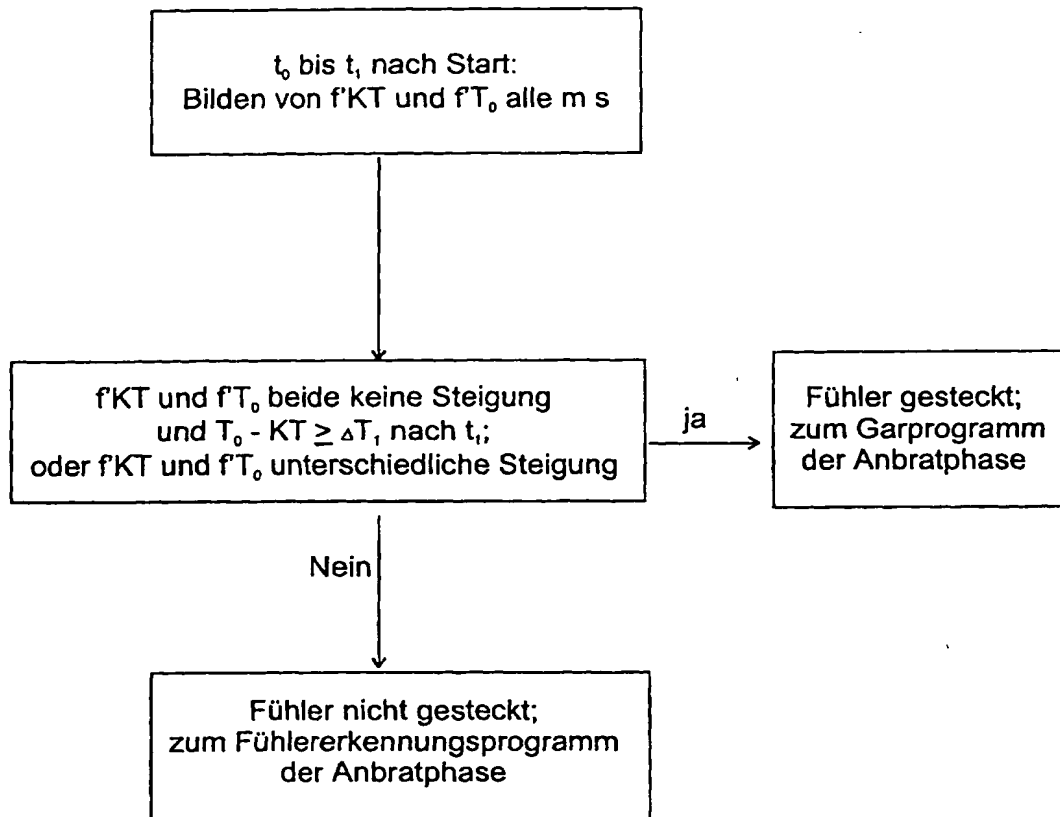 t₀ bis t₁ nach Start:
Bilden von f'KT und f'T₀ alle m s
f'KT und f'T₀ beide keine Steigung
und T₀ - KT ≥ ΔT₁ nach t₁;
oder f'KT und f'T₀ unterschiedliche Steigung
ja
Fühler gesteckt;
zum Garprogramm
der Anbratphase
Nein
Fühler nicht gesteckt;
zum Fühlererkennungsprogramm
der Anbratphase